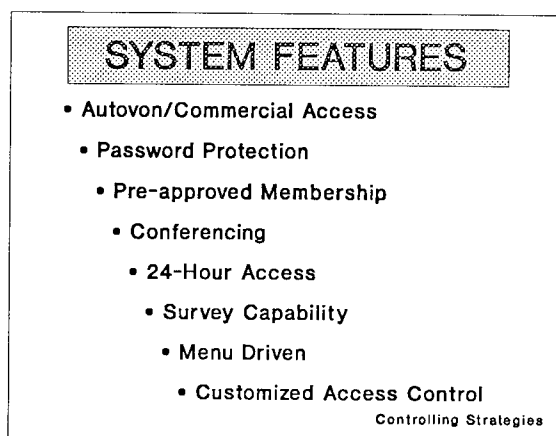 SYSTEM FEATURES
• Autovon/Commercial Access
• Password Protection
• Pre-approved Membership
• Conferencing
• 24-Hour Access
• Survey Capability
• Menu Driven
• Customized Access Control
Controlling Strategies